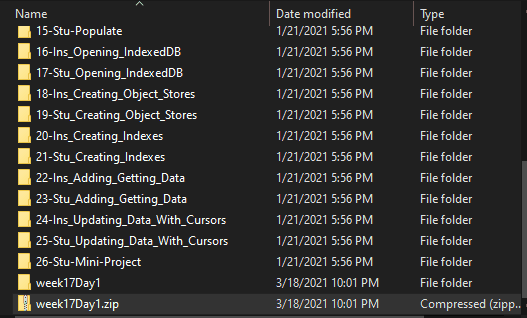 Name Date modified Type
15-Stu-Populate 1/21/2021 5:56 PM File folder
16-Ins_Opening_IndexedDB 1/21/2021 5:56 PM File folder
17-Stu_Opening_IndexedDB 1/21/2021 5:56 PM File folder
18-Ins_Creating_Object_Stores 1/21/2021 5:56 PM File folder
19-Stu_Creating_Object_Stores 1/21/2021 5:56 PM File folder
20-Ins_Creating_Indexes 1/21/2021 5:56 PM File folder
21-Stu_Creating_Indexes 1/21/2021 5:56 PM File folder
22-Ins_Adding_Getting_Data 1/21/2021 5:56 PM File folder
23-Stu_Adding_Getting_Data 1/21/2021 5:56 PM File folder
24-Ins_Updating_Data_With_Cursors 1/21/2021 5:56 PM File folder
25-Stu_Updating_Data_With_Cursors 1/21/2021 5:56 PM File folder
26-Stu-Mini-Project 1/21/2021 5:56 PM File folder
week17Day1 3/18/2021 10:01 PM File folder
week17Day1.zip 3/18/2021 10:01 PM Compressed (zipp...